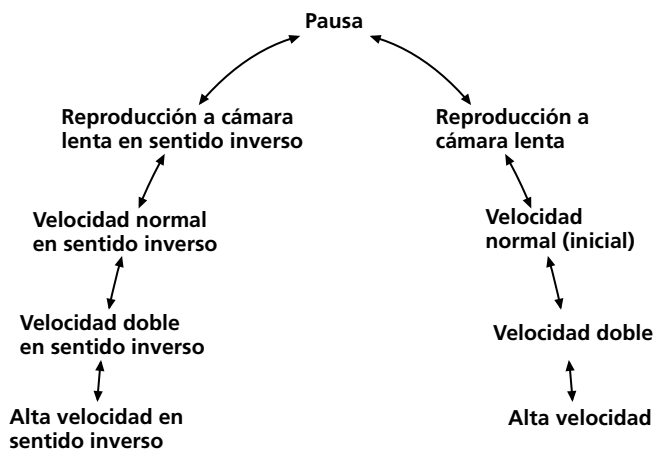 Pausa
Reproducción a cámara
lenta en sentido inverso
Reproducción a
cámara lenta
Velocidad normal
en sentido inverso
Velocidad
normal (inicial)
Velocidad doble
en sentido inverso
Velocidad doble
Alta velocidad en
sentido inverso
Alta velocidad